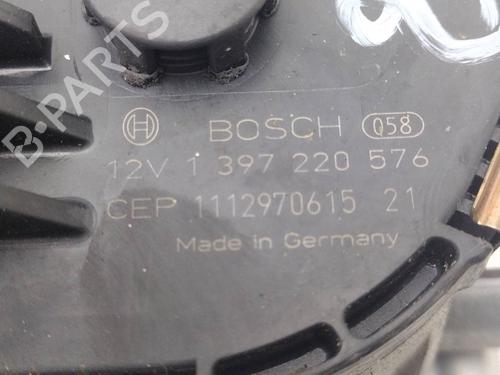 B-PARTS
BOSCH 058
12V 1 397 220 576
CEP 1112970615 21
Made in Germany